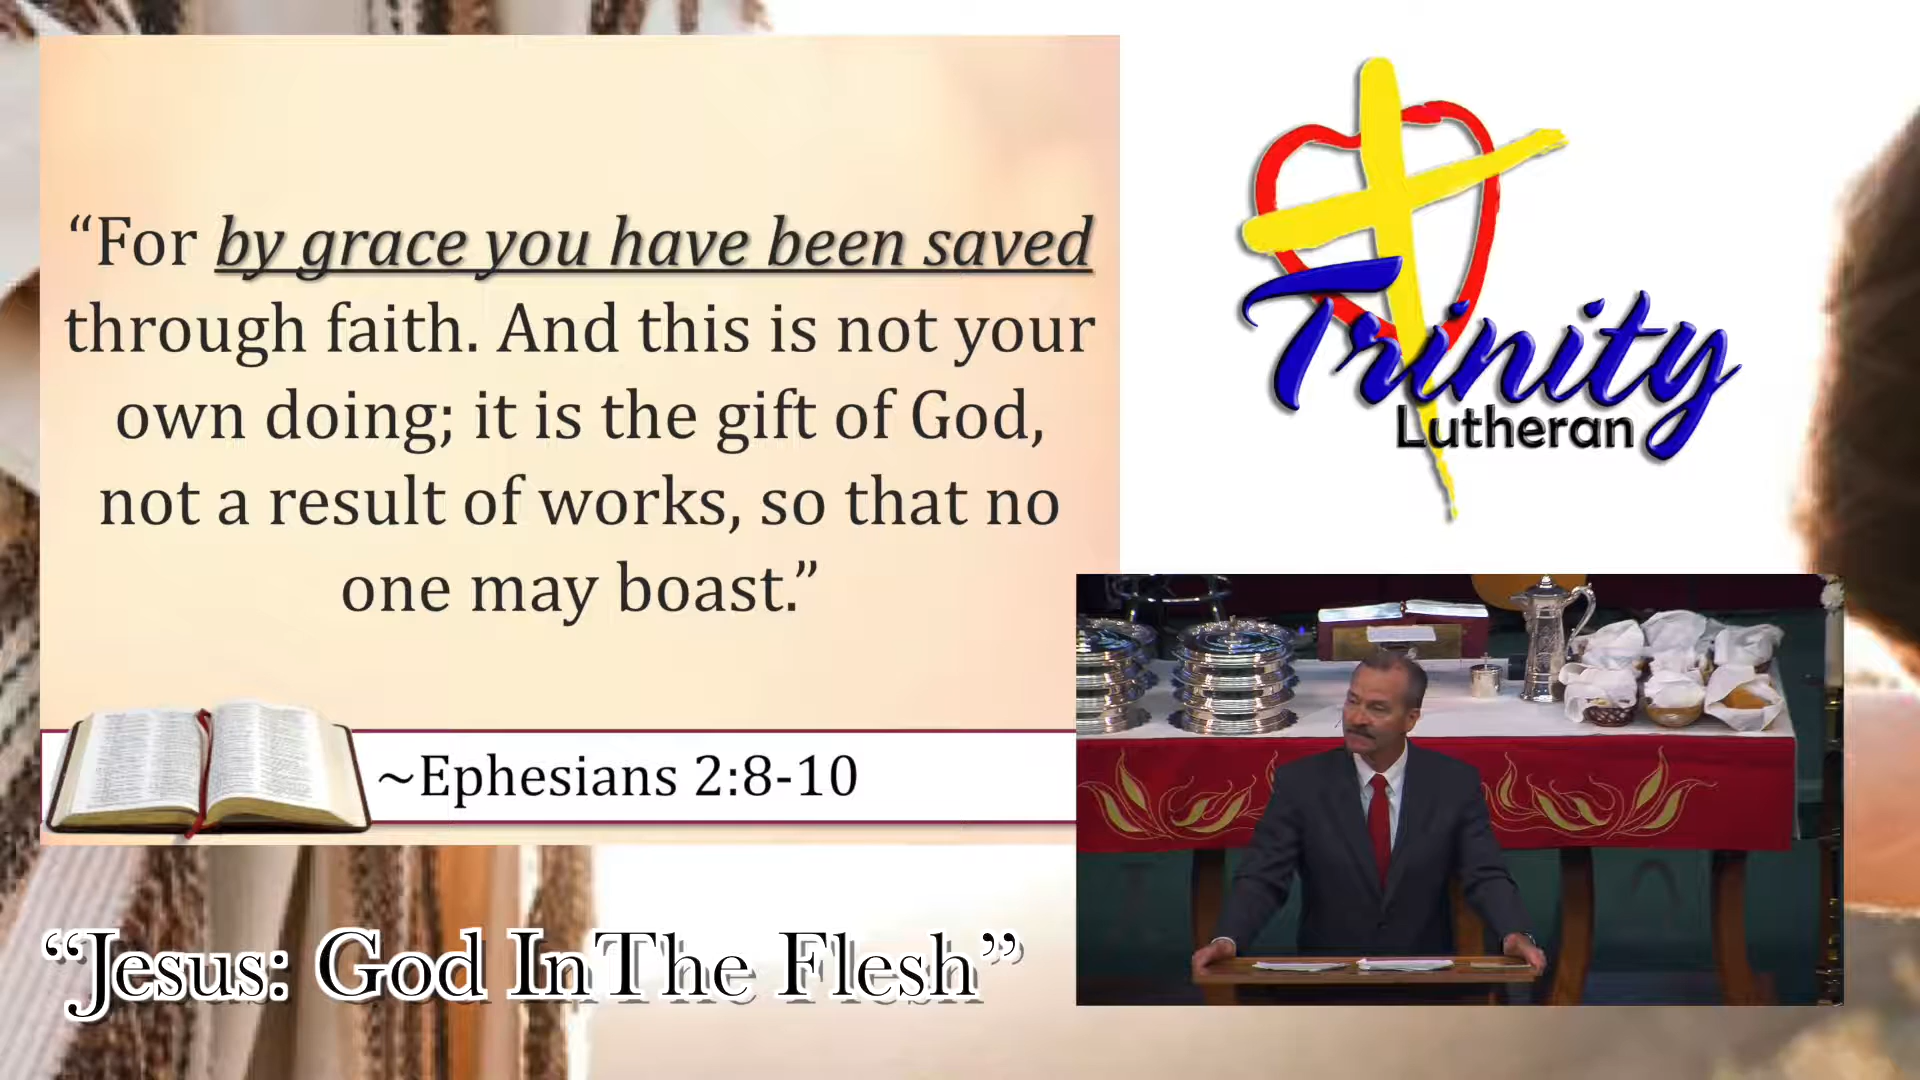 “For by grace you have been saved
through faith. And this is not your
own doing; it is the gift of God,
not a result of works, so that no
one may boast.”
~Ephesians 2:8-10
Trinity
Lutheran
“Jesus: God In The Flesh”